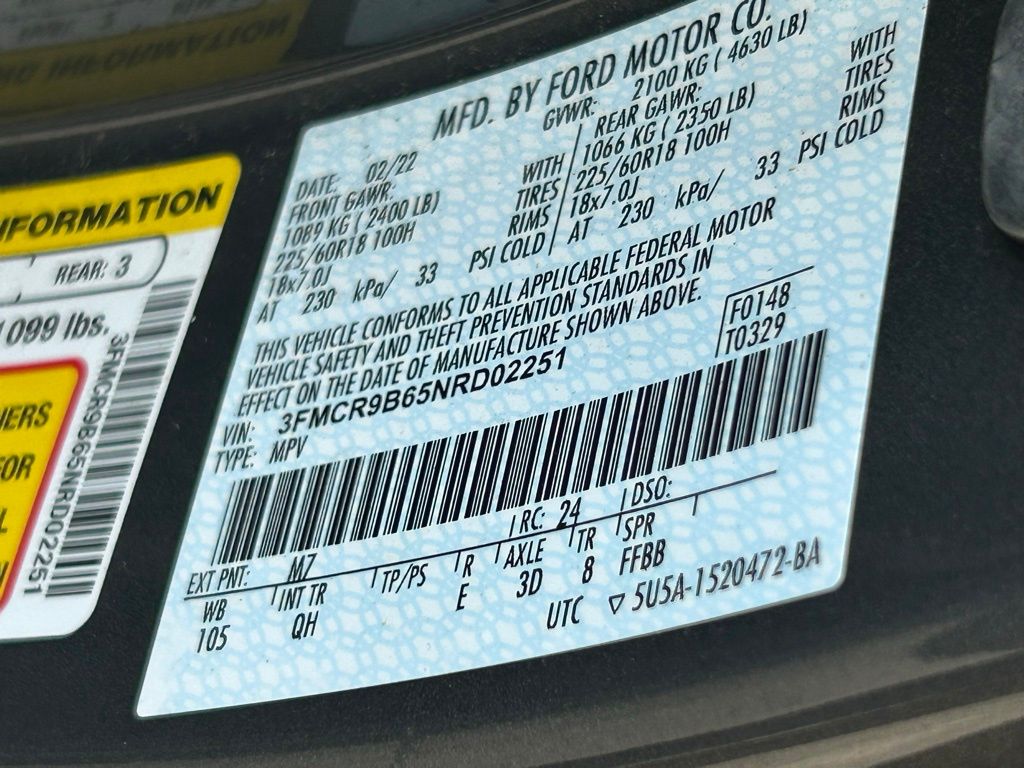 MFD. BY FORD MOTOR CO.
DATE: 02/22
GVWR: 2100 KG ( 4630 LB)
FRONT GAWR:
1089 KG (2400 LB) WITH
225/60R18 100H TIRES
18x7.0J RIMS
AT 230 kPa/ 33 PSI COLD
REAR GAWR: WITH
1066 KG ( 2350 LB) TIRES
225/60R18 100H RIMS
18x7.0J
AT 230 kPa/ 33 PSI COLD
THIS VEHICLE CONFORMS TO ALL APPLICABLE FEDERAL MOTOR
VEHICLE SAFETY AND THEFT PREVENTION STANDARDS IN
EFFECT ON THE DATE OF MANUFACTURE SHOWN ABOVE.
VIN: 3FMCR9B65NRD02251
TYPE: MPV
F0148
T0329
EXT PNT: M7 RC: 24 DSO:
WB INT TR TP/PS R AXLE TR SPR
105 QH E 3D 8 FFBB
UTC ▽ 5U5A-1520472-BA
INFORMATION
REAR: 3
1099 lbs.
3FMCR9B65NRD02251